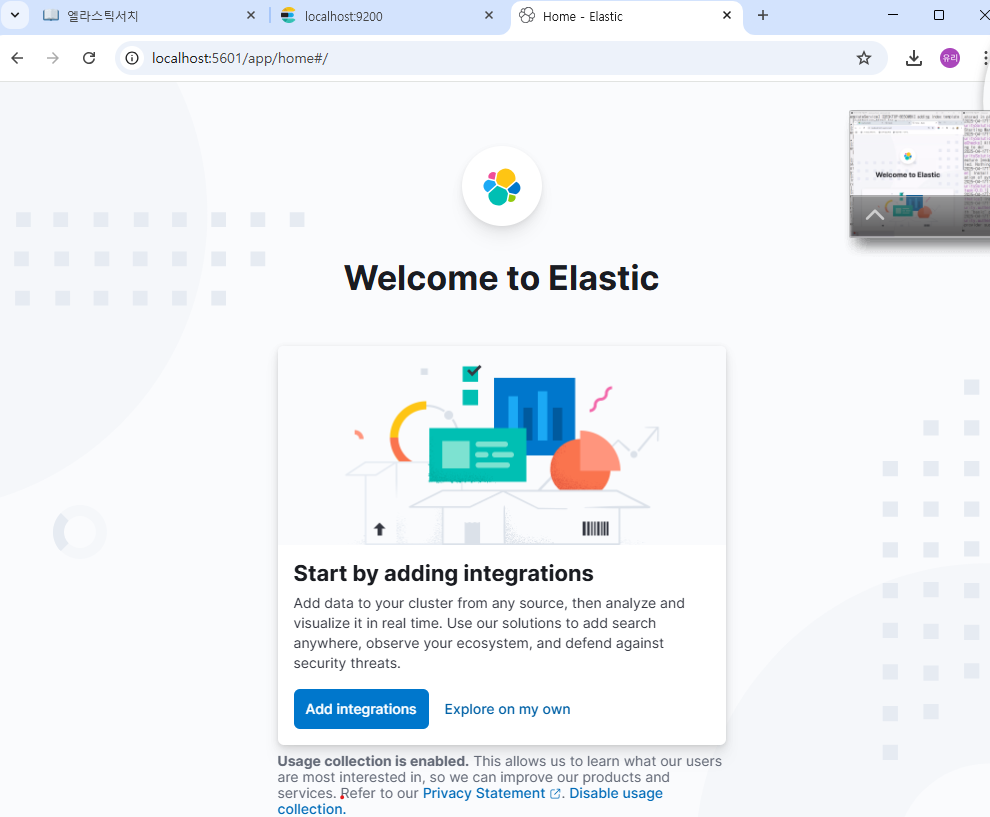 엘라스틱서치
localhost:9200
Home - Elastic
localhost:5601/app/home#/
유리
Welcome to Elastic
Welcome to Elastic
Start by adding integrations
Add data to your cluster from any source, then analyze and
visualize it in real time. Use our solutions to add search
anywhere, observe your ecosystem, and defend against
security threats.
Add integrations
Explore on my own
Usage collection is enabled. This allows us to learn what our users
are most interested in, so we can improve our products and
services. Refer to our Privacy Statement. Disable usage
collection.